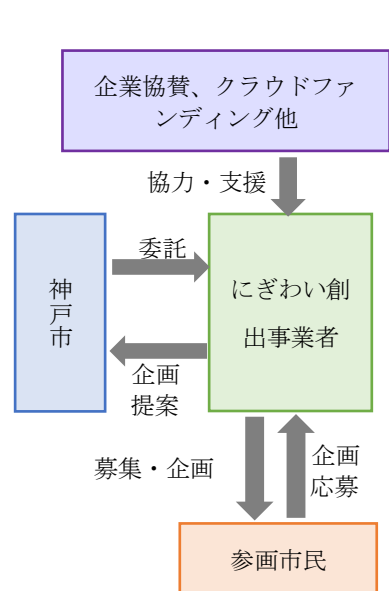 企業協賛、クラウドファ
ンディング他
協力・支援
委託
神戸市
にぎわい創
出事業者
企画
提案
募集・企画
企画
応募
参画市民